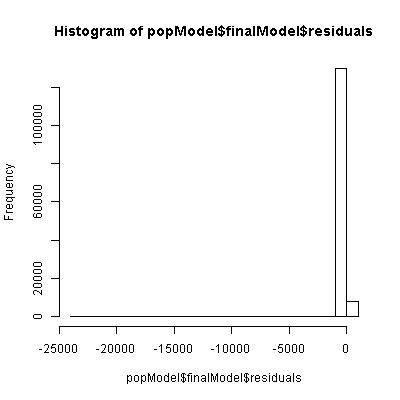 Histogram of popModel$finalModel$residuals
Frequency
100000
60000
20000
0
-25000 -20000 -15000 -10000 -5000 0
popModel$finalModel$residuals